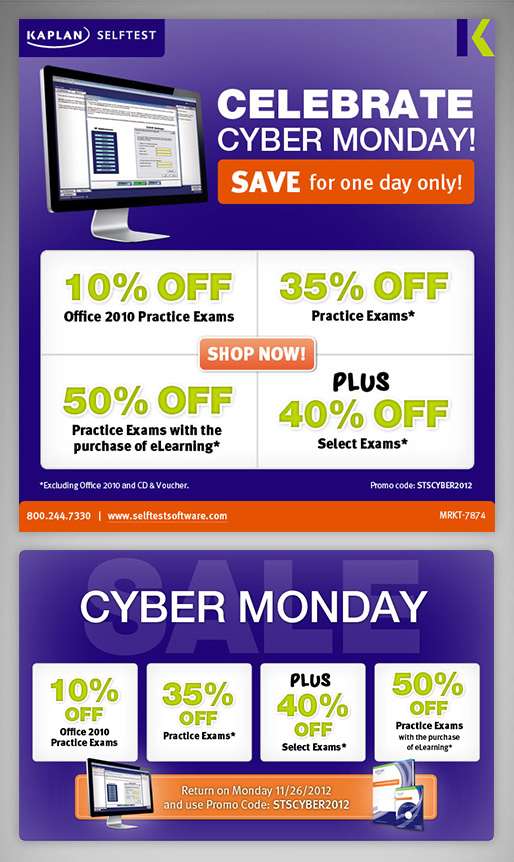 KAPLAN SELFTEST
CELEBRATE
CYBER MONDAY!
SAVE for one day only!
10% OFF
Office 2010 Practice Exams
35% OFF
Practice Exams*
SHOP NOW!
50% OFF
Practice Exams with the
purchase of eLearning*
PLUS
40% OFF
Select Exams*
*Excluding Office 2010 and CD & Voucher.
Promo code: STSCYBER2012
800.244.7330 | www.selftestsoftware.com
MRKT-7874
SALE
CYBER MONDAY
10%
OFF
Office 2010
Practice Exams
35%
OFF
Practice Exams*
PLUS
40%
OFF
Select Exams*
50%
OFF
Practice Exams
with the purchase
of eLearning*
Return on Monday 11/26/2012
and use Promo Code: STSCYBER2012